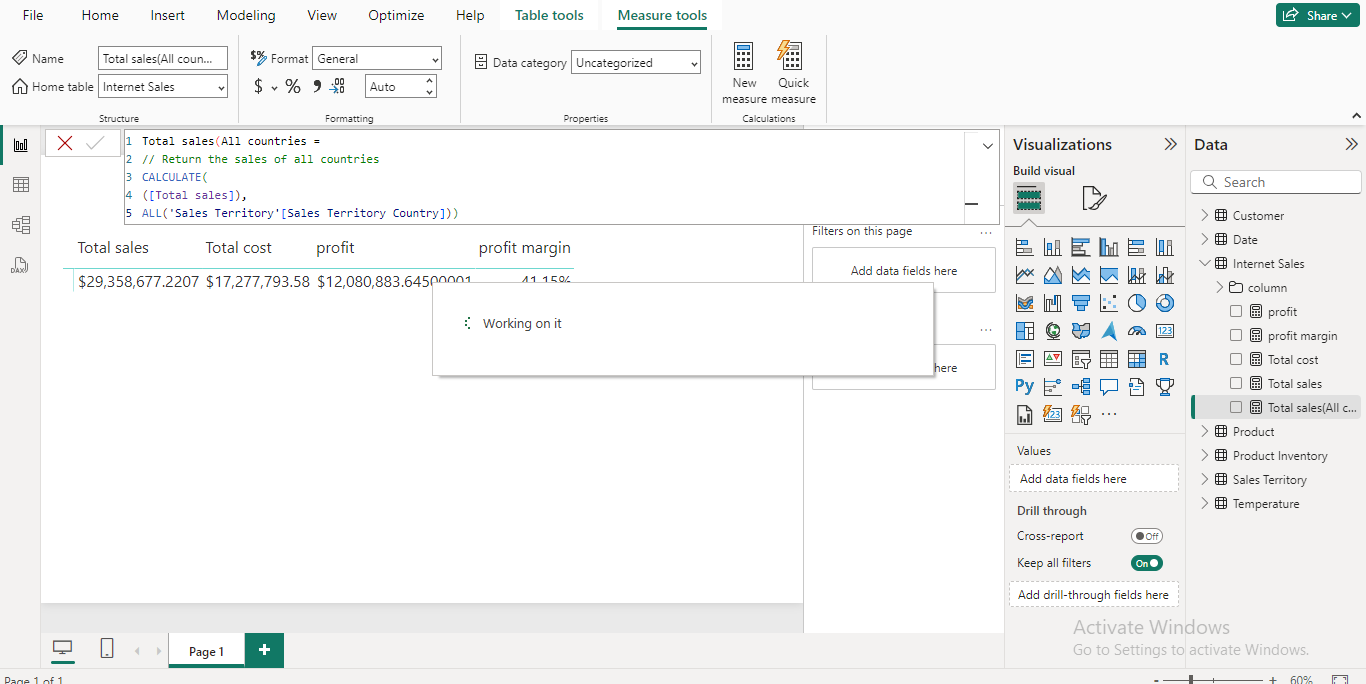 File Home Insert Modeling View Optimize Help Table tools Measure tools Share
Name Total sales(All coun...
Home table Internet Sales
Structure
$% Format General
$ % 9 Auto
Formatting
Data category Uncategorized
Properties
New measure
Quick measure
Calculations
1 Total sales(All countries =
2 // Return the sales of all countries
3 CALCULATE(
4 ([Total sales]),
5 ALL('Sales Territory'[Sales Territory Country]))
Total sales Total cost profit profit margin
$29,358,677.2207 $17,277,793.58 $12,080,883.64500001 41.15%
Working on it
Filters on this page ...
Add data fields here
...
here
Visualizations
Build visual
123
R
Py
123
...
Values
Add data fields here
Drill through
Cross-report Off
Keep all filters On
Add drill-through fields here
Data
Search
Customer
Date
Internet Sales
column
profit
profit margin
Total cost
Total sales
Total sales(All c...
Product
Product Inventory
Sales Territory
Temperature
Activate Windows
Go to Settings to activate Windows.
DAX
Page 1 +
Page 1 of 1
- + 60%